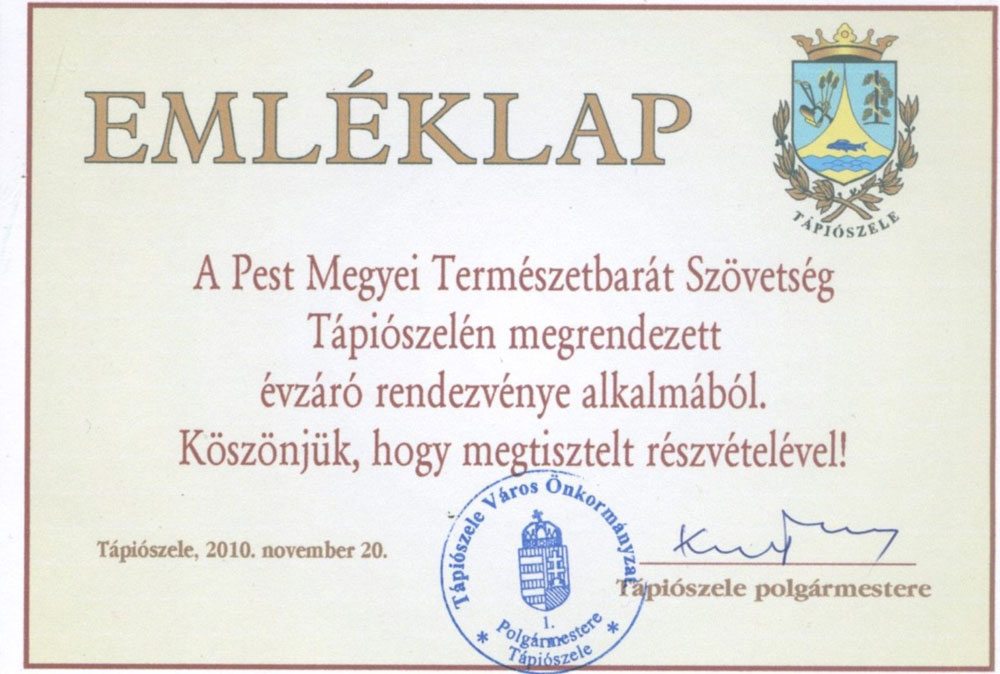 EMLÉKLAP
TÁPIÓSZELE
A Pest Megyei Természetbarát Szövetség
Tápiószelén megrendezett
évzáró rendezvénye alkalmából.
Köszönjük, hogy megtisztelt részvételével!
Tápiószele, 2010. november 20.
Tápiószele Város Önkormányzat
1.
Polgármestere
* Tápiószele *
Tápiószele polgármestere